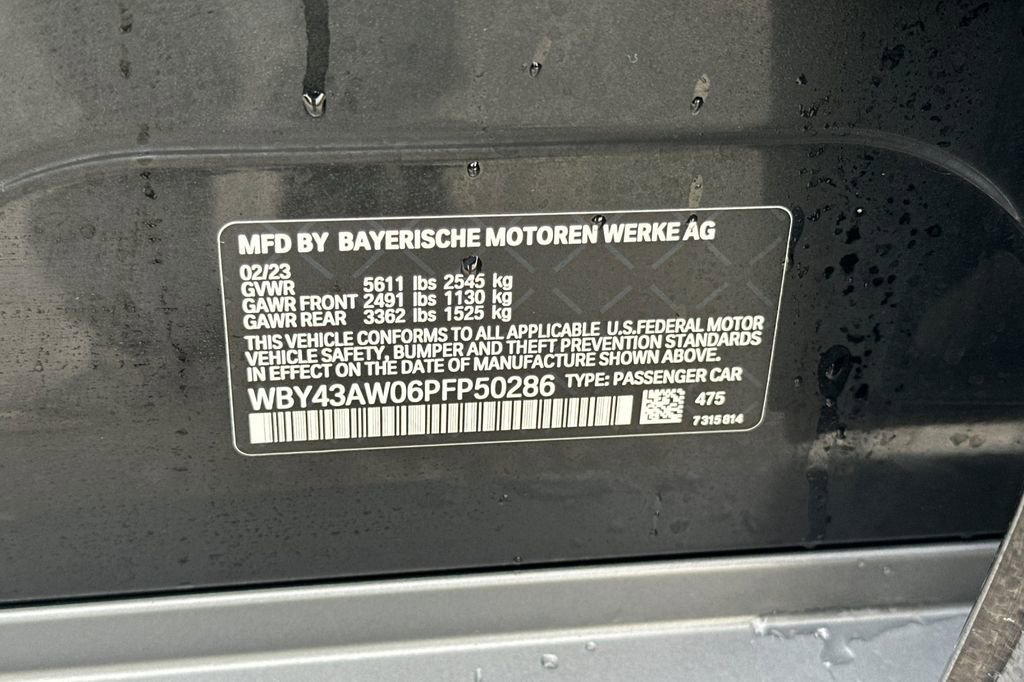 MFD BY BAYERISCHE MOTOREN WERKE AG
02/23
GVWR 5611 lbs 2545 kg
GAWR FRONT 2491 lbs 1130 kg
GAWR REAR 3362 lbs 1525 kg
THIS VEHICLE CONFORMS TO ALL APPLICABLE U.S.FEDERAL MOTOR
VEHICLE SAFETY, BUMPER AND THEFT PREVENTION STANDARDS
IN EFFECT ON THE DATE OF MANUFACTURE SHOWN ABOVE.
WBY43AW06PFP50286 TYPE: PASSENGER CAR
475
7315814